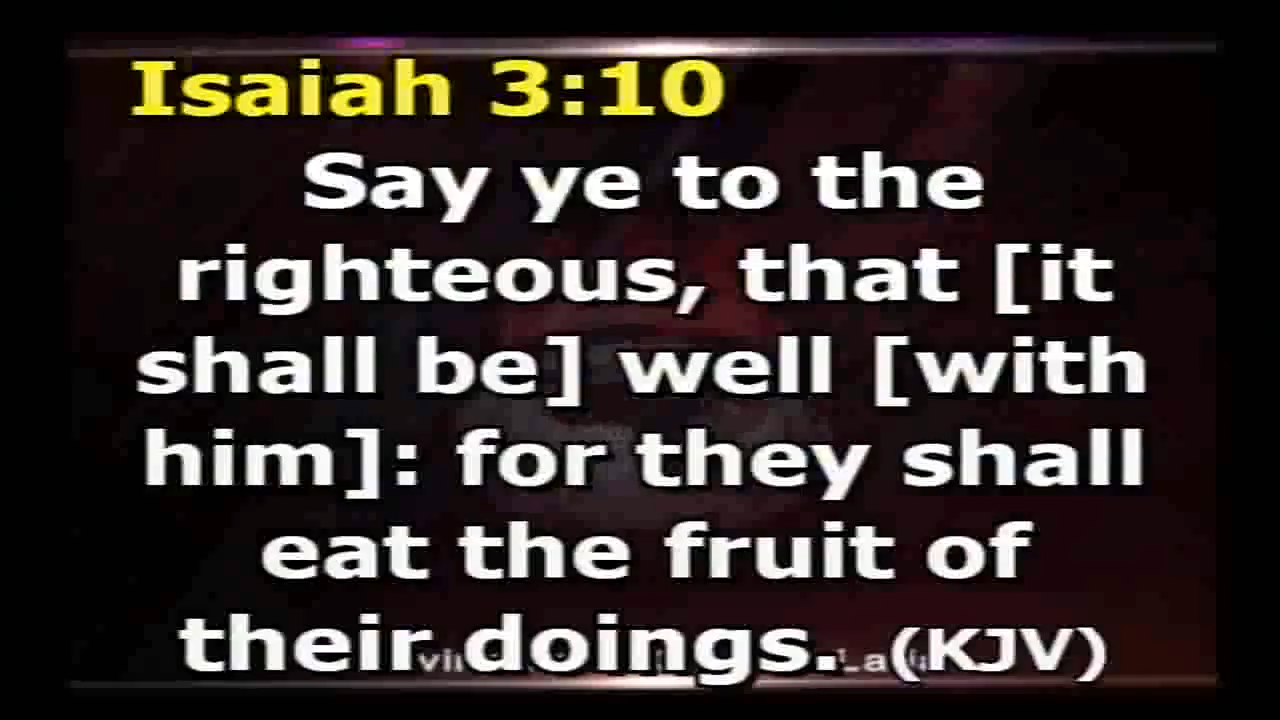 Isaiah 3:10
Say ye to the
righteous, that [it
shall be] well [with
him]: for they shall
eat the fruit of
their doings. (KJV)